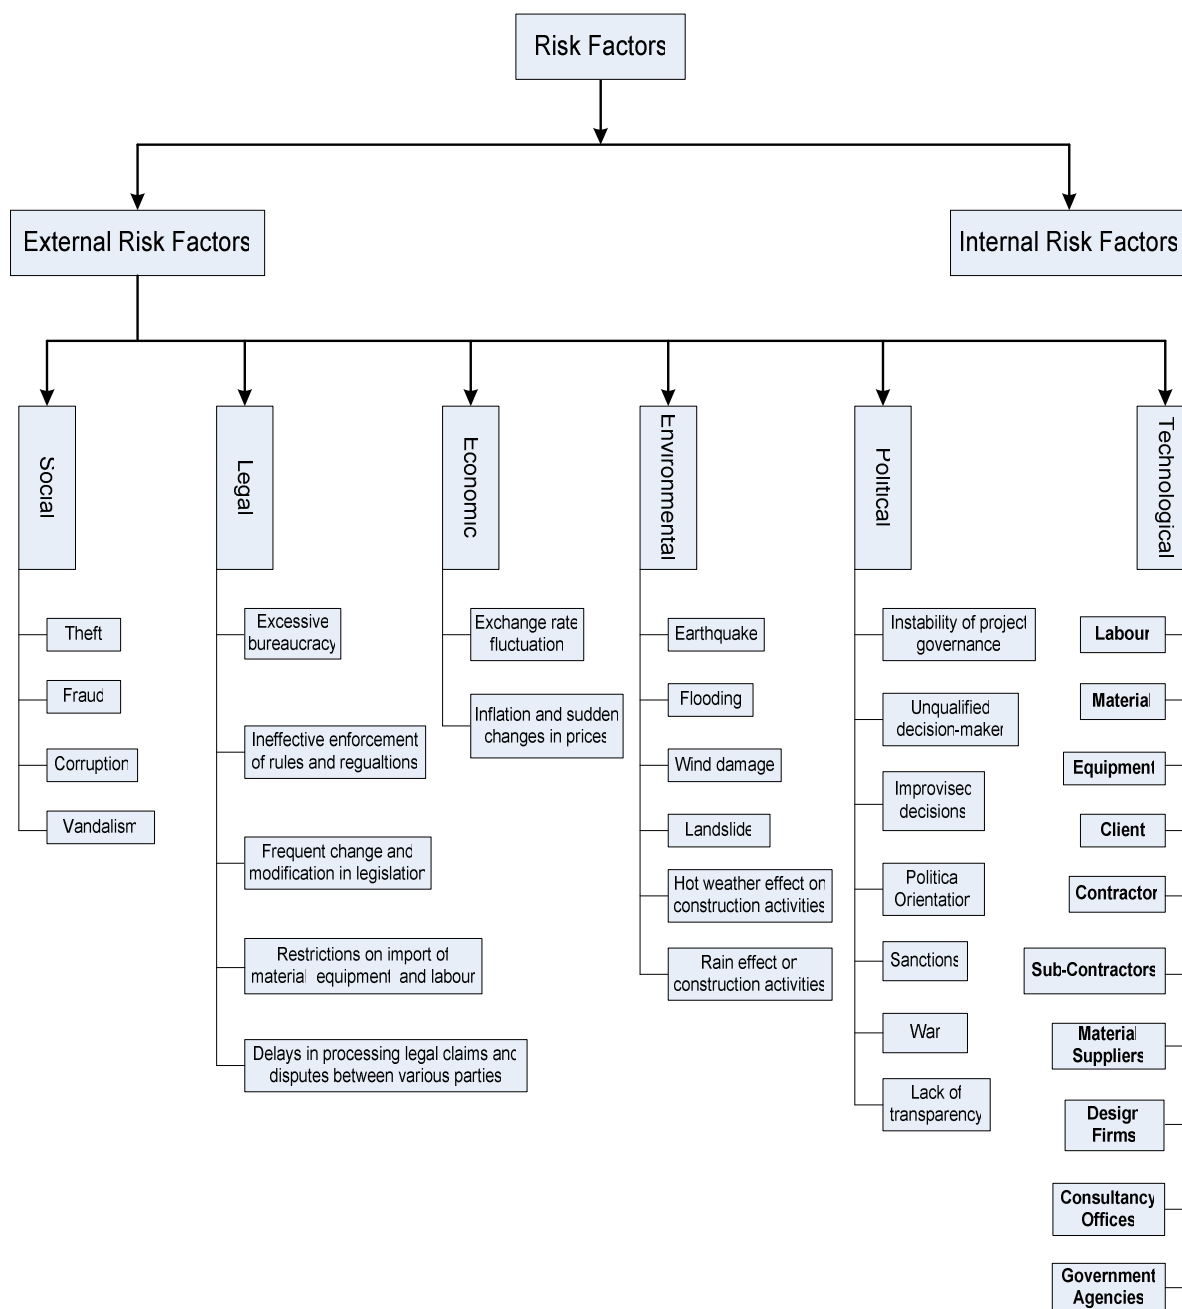 Risk Factors
External Risk Factors
Internal Risk Factors
Social
Legal
Economic
Environmental
Political
Technological
Theft
Fraud
Corruption
Vandalism
Excessive
bureaucracy
Ineffective enforcement
of rules and regualtions
Frequent change and
modification in legislation
Restrictions on import of
material equipment and labour
Delays in processing legal claims and
disputes between various parties
Exchange rate
fluctuation
Inflation and sudden
changes in prices
Earthquake
Flooding
Wind damage
Landslide
Hot weather effect on
construction activities
Rain effect on
construction activities
Instability of project
governance
Unqualified
decision-maker
Improvised
decisions
Political
Orientation
Sanctions
War
Lack of
transparency
Labour
Material
Equipment
Client
Contractor
Sub-Contractors
Material
Suppliers
Design
Firms
Consultancy
Offices
Government
Agencies